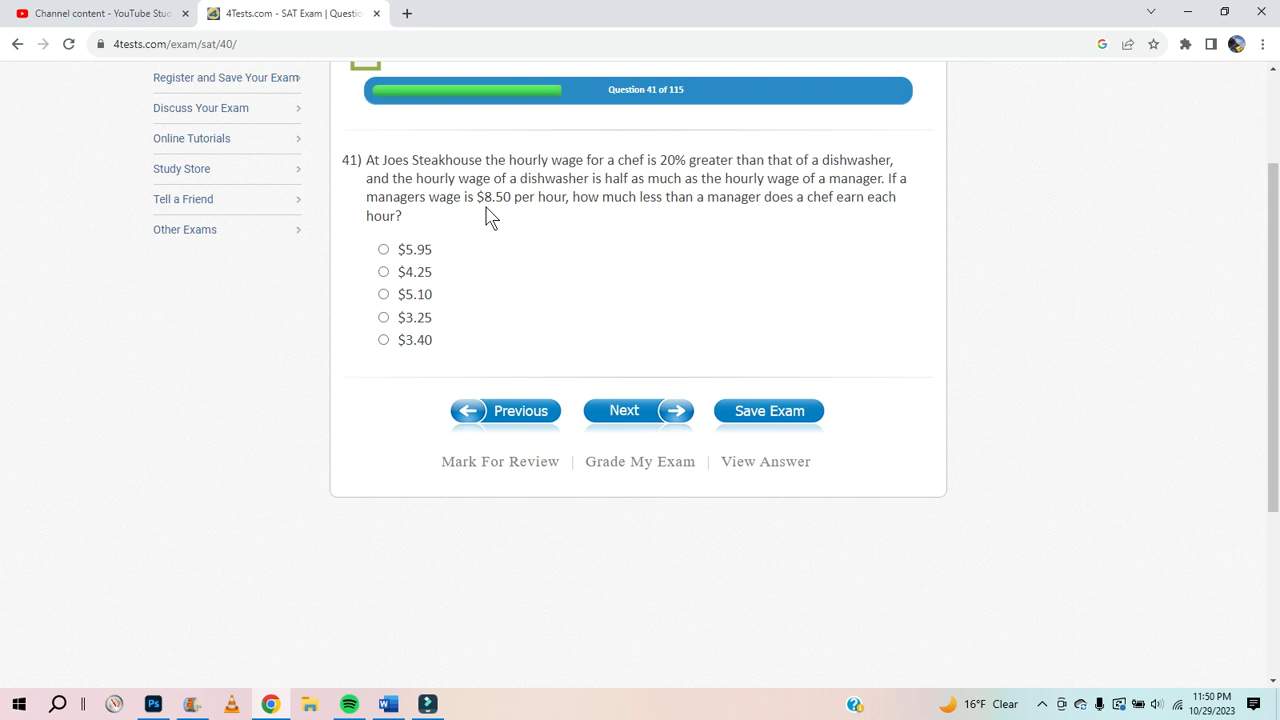 Channel content - YouTube Stud
4Tests.com - SAT Exam | Questio
4tests.com/exam/sat/40/
Register and Save Your Exam
Discuss Your Exam
Online Tutorials
Study Store
Tell a Friend
Other Exams
Question 41 of 115
41) At Joes Steakhouse the hourly wage for a chef is 20% greater than that of a dishwasher,
and the hourly wage of a dishwasher is half as much as the hourly wage of a manager. If a
managers wage is $8.50 per hour, how much less than a manager does a chef earn each
hour?
$5.95
$4.25
$5.10
$3.25
$3.40
Previous
Next
Save Exam
Mark For Review | Grade My Exam | View Answer
Ps
W
16°F Clear
11:50 PM
10/29/2023